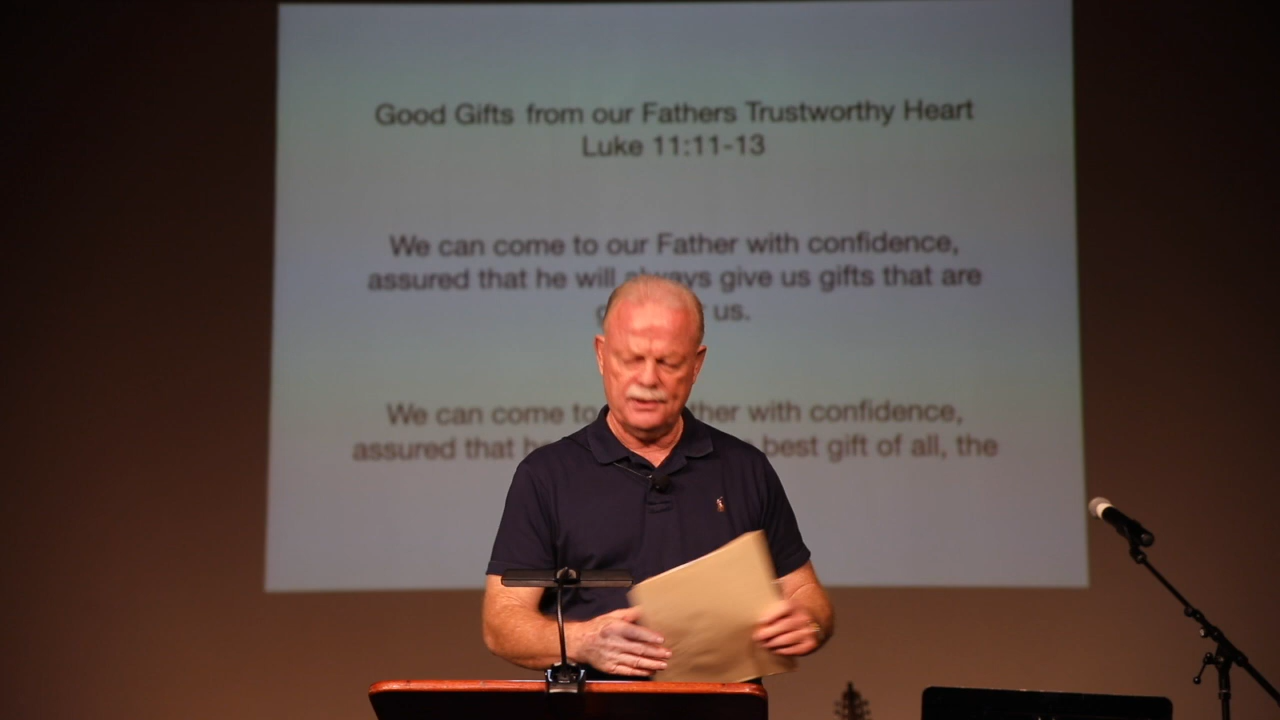 Good Gifts from our Fathers Trustworthy Heart
Luke 11:11-13
We can come to our Father with confidence,
assured that he will always give us gifts that are
us.
We can come to with confidence,
assured that best gift of all, the